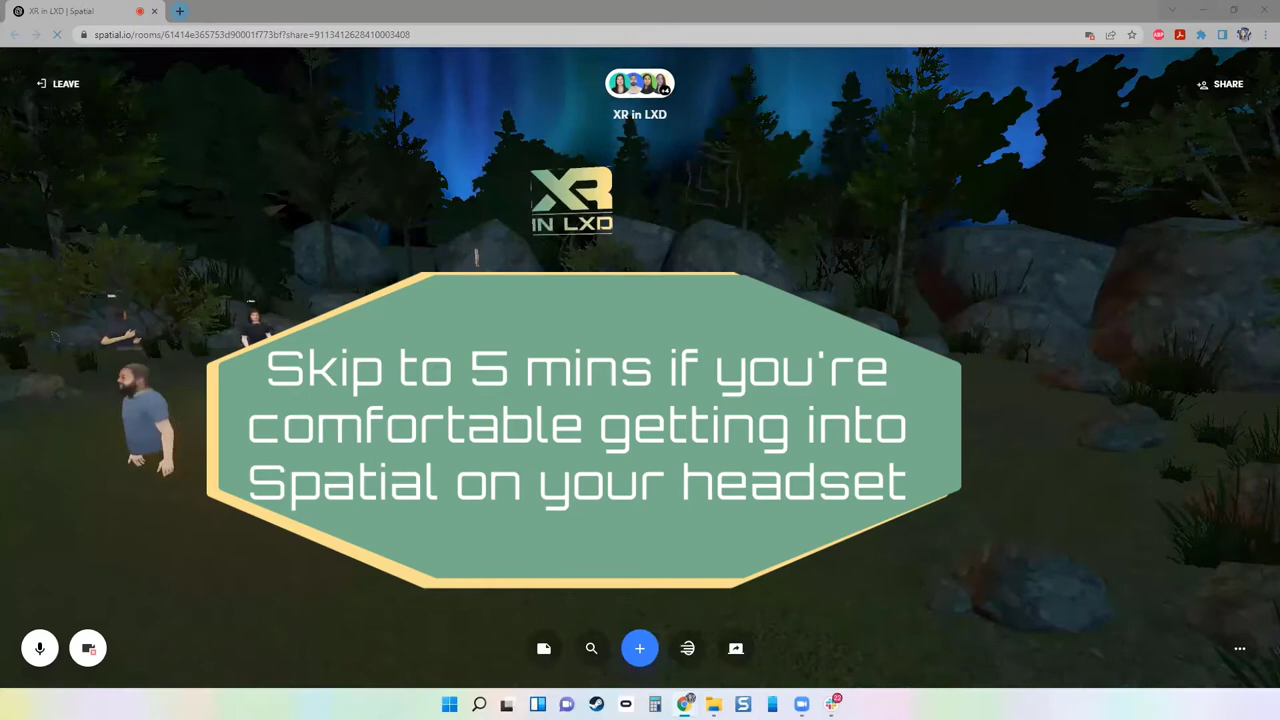 XR in LXD | Spatial
spatial.io/rooms/61414e365753d90001f773bf?share=9113412628410003408
LEAVE
XR in LXD
SHARE
XR
IN LXD
Skip to 5 mins if you're
comfortable getting into
Spatial on your headset